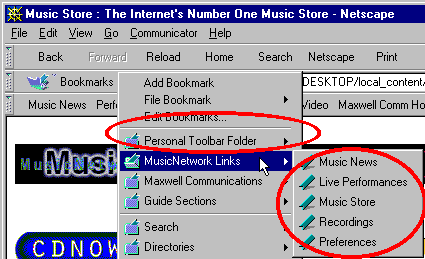 Music Store : The Internet's Number One Music Store - Netscape
File Edit View Go Communicator Help
Back Forward Reload Home Search Netscape Print
Bookmarks DESKTOP/local_content/
Music News Perf Video Maxwell Comm Ho
Add Bookmark
File Bookmark
Edit Bookmarks...
Personal Toolbar Folder
MusicNetwork Links
Maxwell Communications
Guide Sections
Search
Directories
Music News
Live Performances
Music Store
Recordings
Preferences
Music
CDNOW